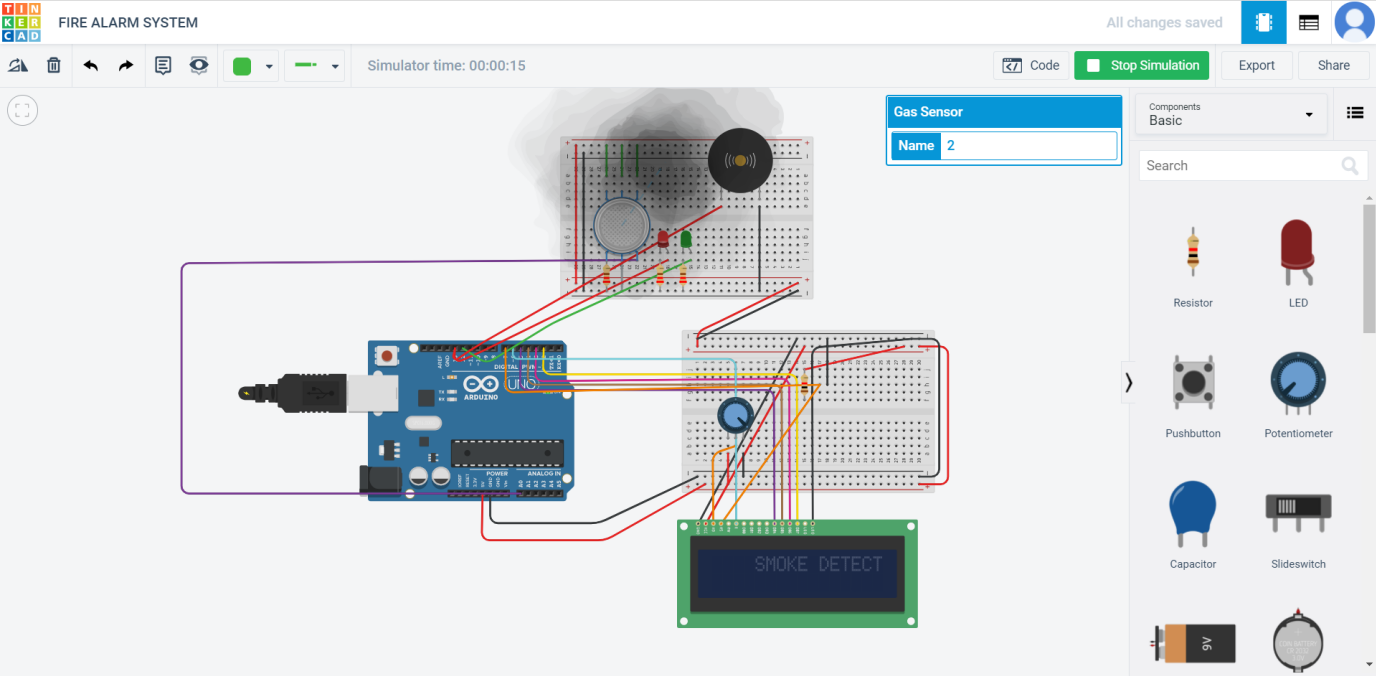 TIN
KER
CAD
FIRE ALARM SYSTEM
All changes saved
Simulator time: 00:00:15
Code
Stop Simulation
Export
Share
Gas Sensor
Name 2
Components
Basic
Search
Resistor
LED
Pushbutton
Potentiometer
Capacitor
Slideswitch
9V
DIGITAL
UNO
ARDUINO
POWER
ANALOG IN
SMOKE DETECT